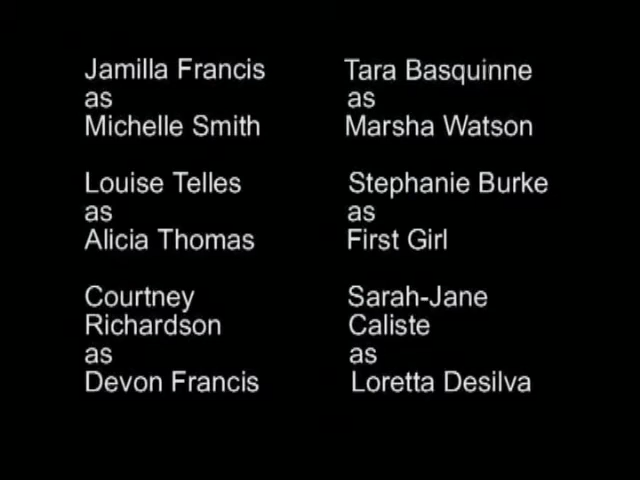 Jamilla Francis
as
Michelle Smith
Louise Telles
as
Alicia Thomas
Courtney
Richardson
as
Devon Francis
Tara Basquinne
as
Marsha Watson
Stephanie Burke
as
First Girl
Sarah-Jane
Caliste
as
Loretta Desilva